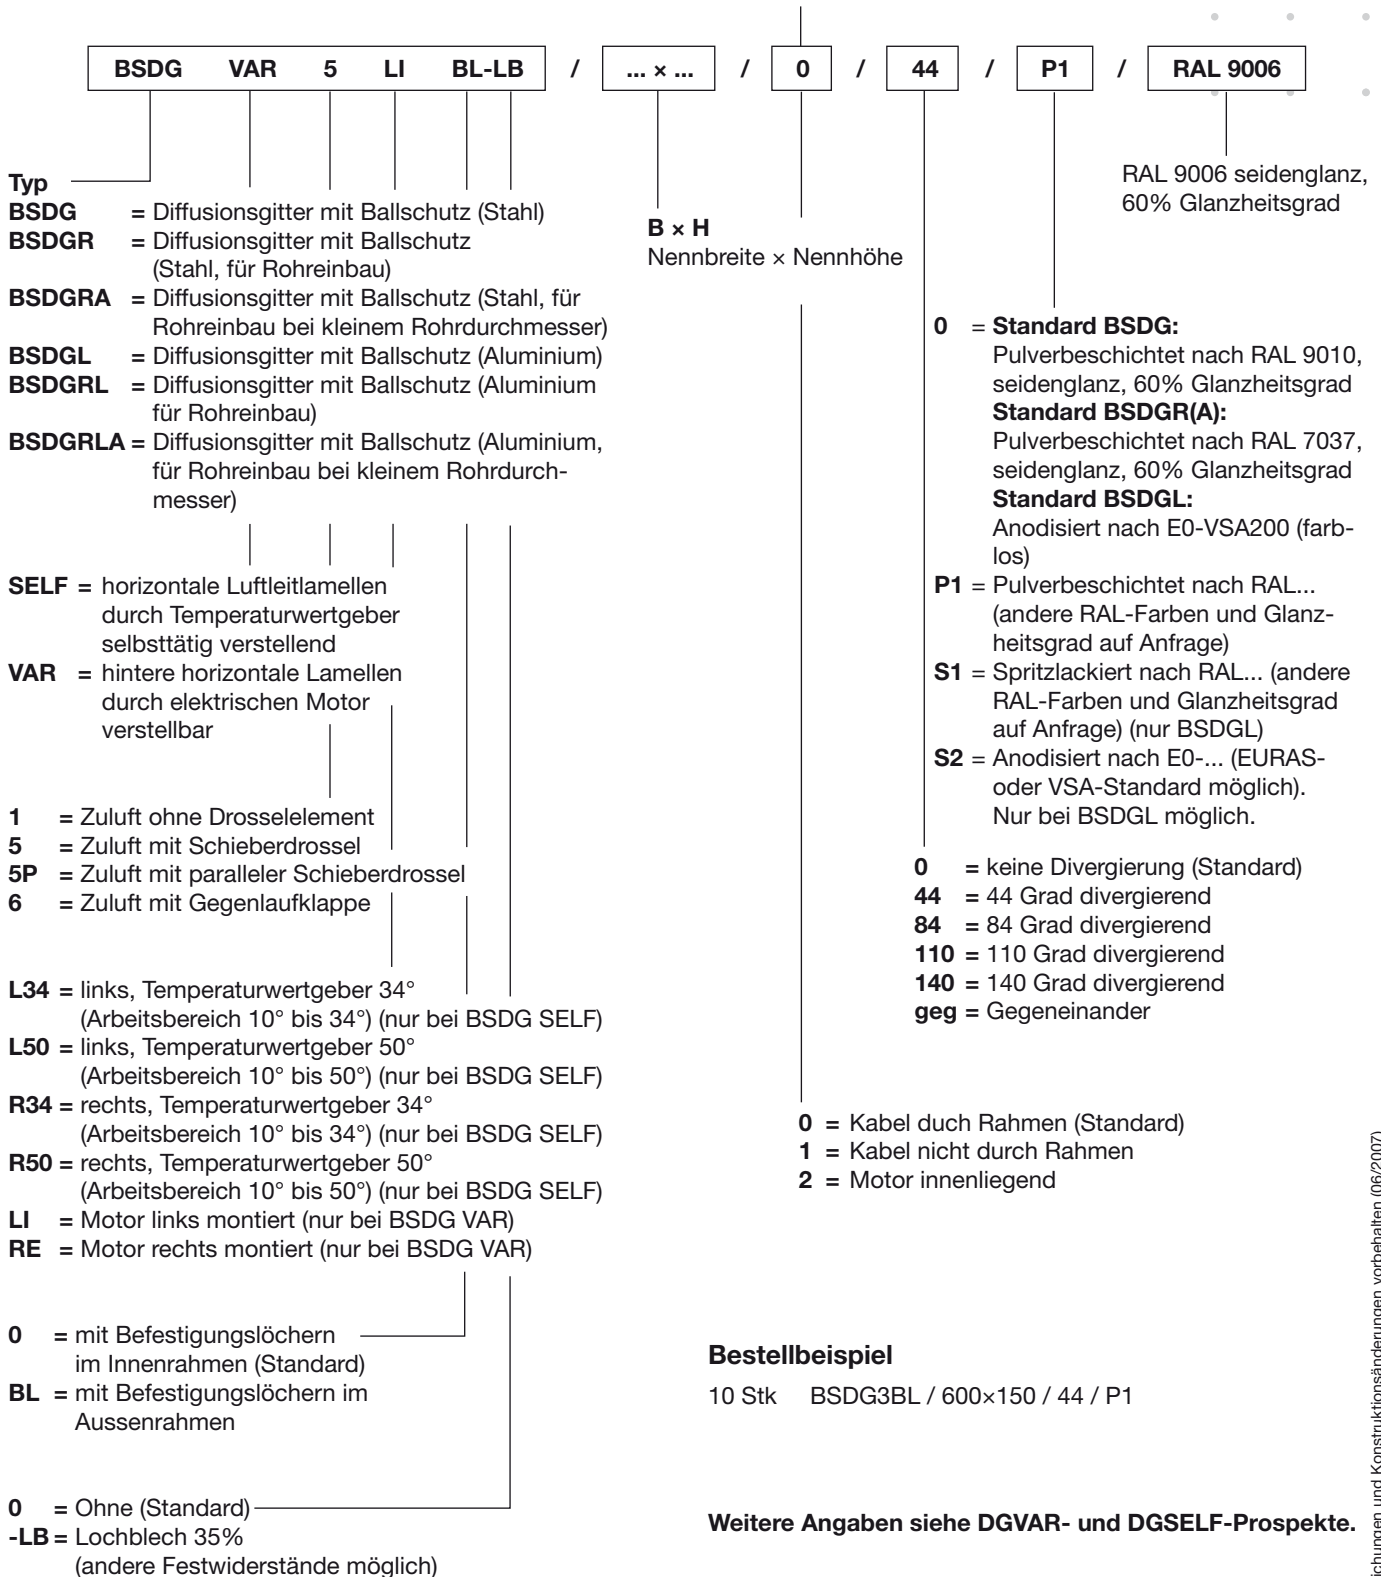 BSDG VAR 5 LI BL-LB / ... × ... / 0 / 44 / P1 / RAL 9006
RAL 9006 seidenglanz,
60% Glanzheitsgrad
Typ
BSDG = Diffusionsgitter mit Ballschutz (Stahl)
BSDGR = Diffusionsgitter mit Ballschutz
(Stahl, für Rohreinbau)
BSDGRA = Diffusionsgitter mit Ballschutz (Stahl, für
Rohreinbau bei kleinem Rohrdurchmesser)
BSDGL = Diffusionsgitter mit Ballschutz (Aluminium)
BSDGRL = Diffusionsgitter mit Ballschutz (Aluminium
für Rohreinbau)
BSDGRLA = Diffusionsgitter mit Ballschutz (Aluminium,
für Rohreinbau bei kleinem Rohrdurch-
messer)
SELF = horizontale Luftleitlamellen
durch Temperaturwertgeber
selbsttätig verstellend
VAR = hintere horizontale Lamellen
durch elektrischen Motor
verstellbar
1 = Zuluft ohne Drosselelement
5 = Zuluft mit Schieberdrossel
5P = Zuluft mit paralleler Schieberdrossel
6 = Zuluft mit Gegenlaufklappe
L34 = links, Temperaturwertgeber 34°
(Arbeitsbereich 10° bis 34°) (nur bei BSDG SELF)
L50 = links, Temperaturwertgeber 50°
(Arbeitsbereich 10° bis 50°) (nur bei BSDG SELF)
R34 = rechts, Temperaturwertgeber 34°
(Arbeitsbereich 10° bis 34°) (nur bei BSDG SELF)
R50 = rechts, Temperaturwertgeber 50°
(Arbeitsbereich 10° bis 50°) (nur bei BSDG SELF)
LI = Motor links montiert (nur bei BSDG VAR)
RE = Motor rechts montiert (nur bei BSDG VAR)
0 = mit Befestigungslöchern
im Innenrahmen (Standard)
BL = mit Befestigungslöchern im
Aussenrahmen
0 = Ohne (Standard)
-LB = Lochblech 35%
(andere Festwiderstände möglich)
B × H
Nennbreite × Nennhöhe
0 = Standard BSDG:
Pulverbeschichtet nach RAL 9010,
seidenglanz, 60% Glanzheitsgrad
Standard BSDGR(A):
Pulverbeschichtet nach RAL 7037,
seidenglanz, 60% Glanzheitsgrad
Standard BSDGL:
Anodisiert nach E0-VSA200 (farb-
los)
P1 = Pulverbeschichtet nach RAL...
(andere RAL-Farben und Glanz-
heitsgrad auf Anfrage)
S1 = Spritzlackiert nach RAL... (andere
RAL-Farben und Glanzheitsgrad
auf Anfrage) (nur BSDGL)
S2 = Anodisiert nach E0-... (EURAS-
oder VSA-Standard möglich).
Nur bei BSDGL möglich.
0 = keine Divergierung (Standard)
44 = 44 Grad divergierend
84 = 84 Grad divergierend
110 = 110 Grad divergierend
140 = 140 Grad divergierend
geg = Gegeneinander
0 = Kabel duch Rahmen (Standard)
1 = Kabel nicht durch Rahmen
2 = Motor innenliegend
Bestellbeispiel
10 Stk BSDG3BL / 600×150 / 44 / P1
Weitere Angaben siehe DGVAR- und DGSELF-Prospekte.
und Konstruktionsänderungen vorbehalten (06/2007)